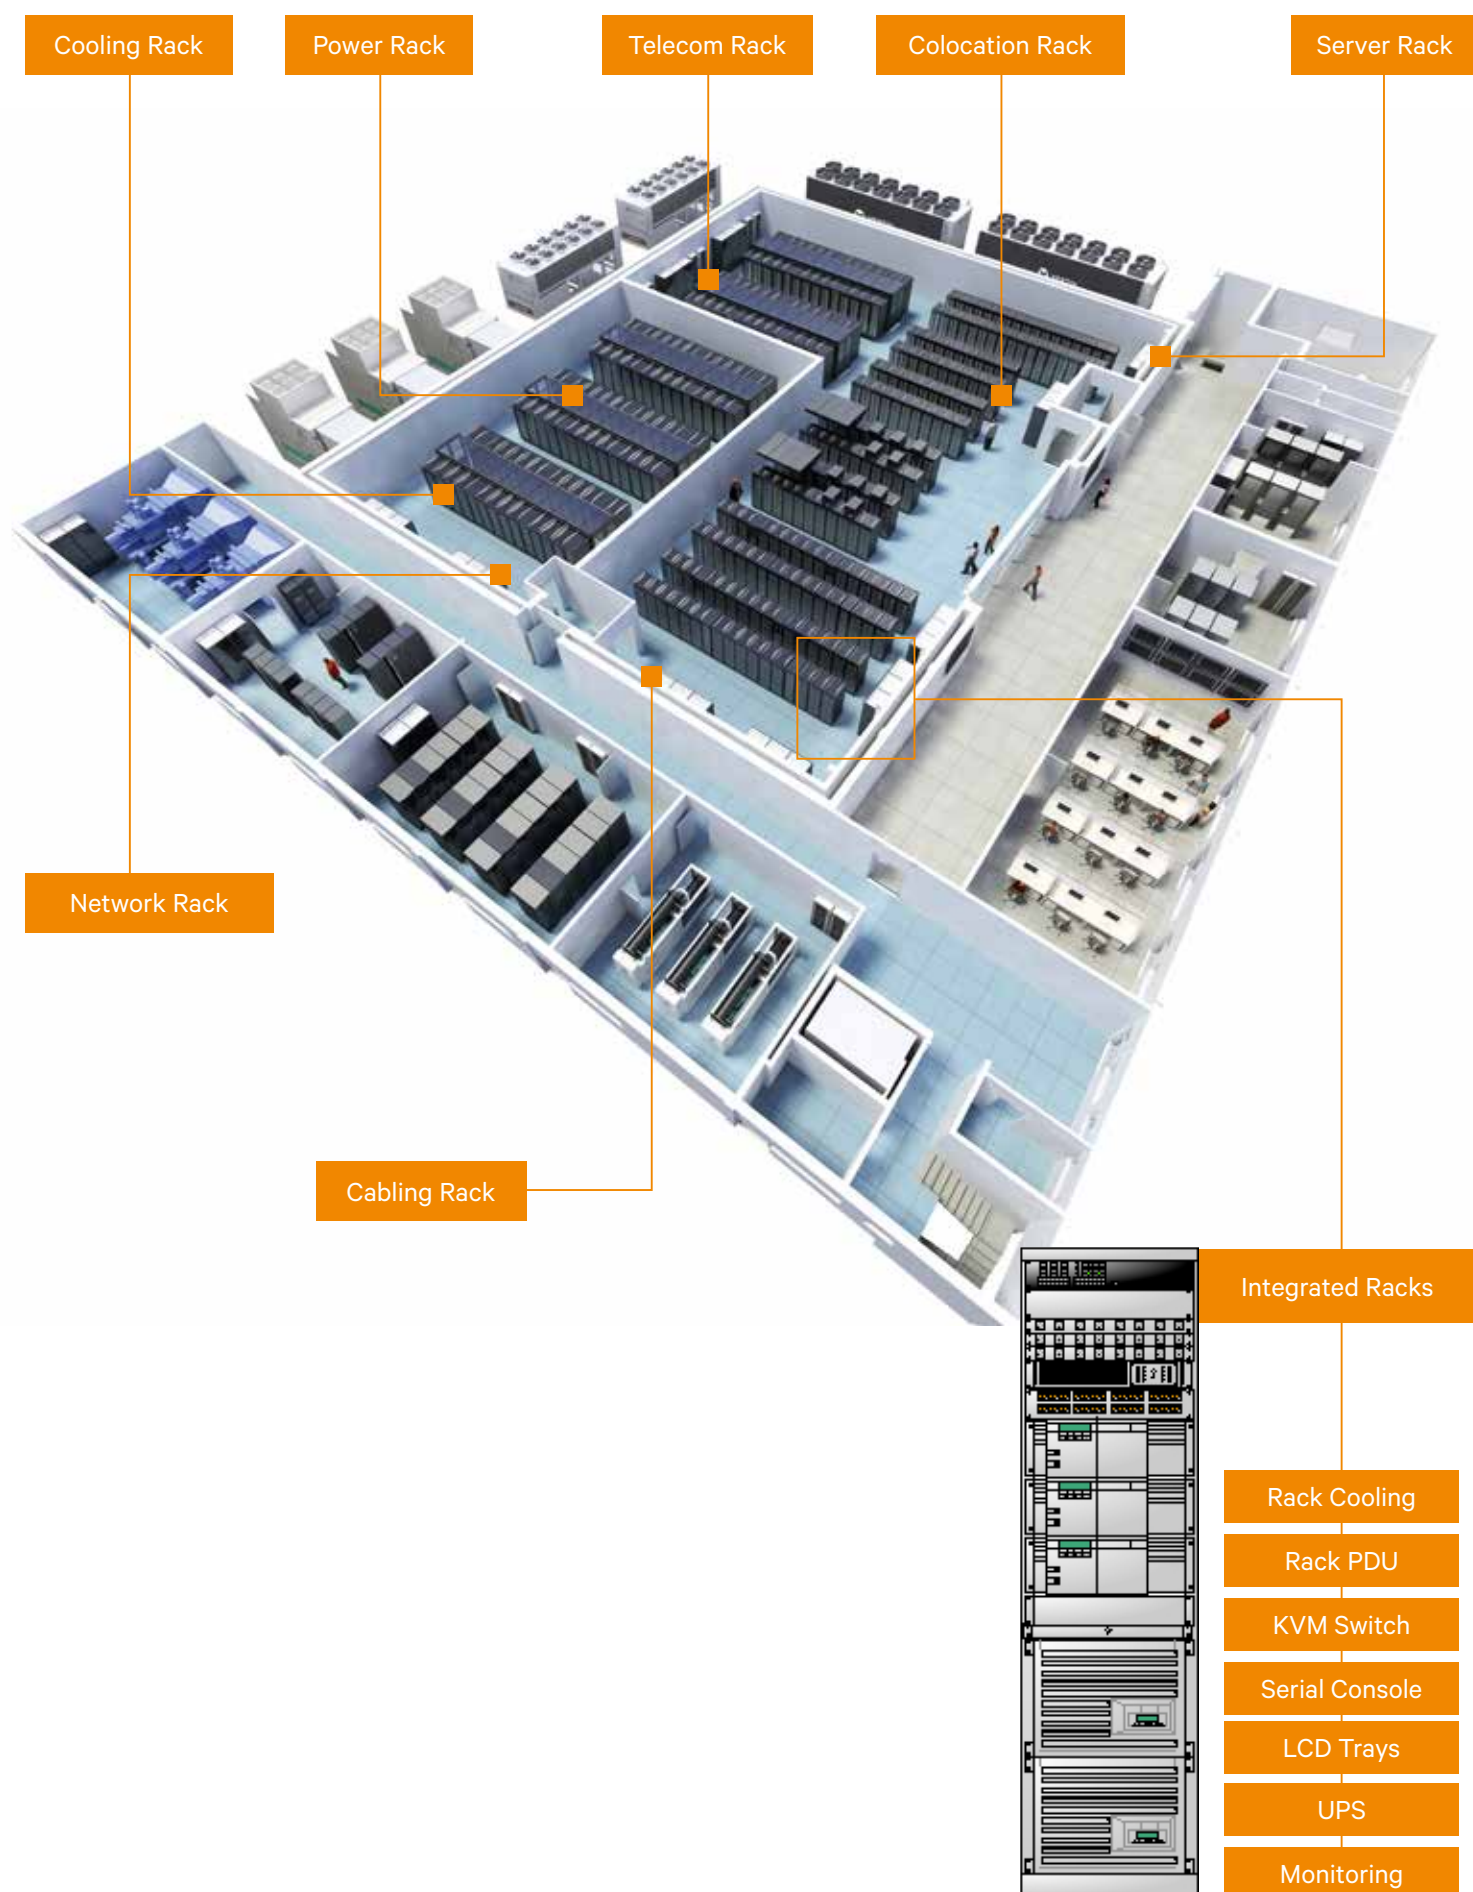 Cooling Rack
Power Rack
Telecom Rack
Colocation Rack
Server Rack
Network Rack
Cabling Rack
Integrated Racks
Rack Cooling
Rack PDU
KVM Switch
Serial Console
LCD Trays
UPS
Monitoring